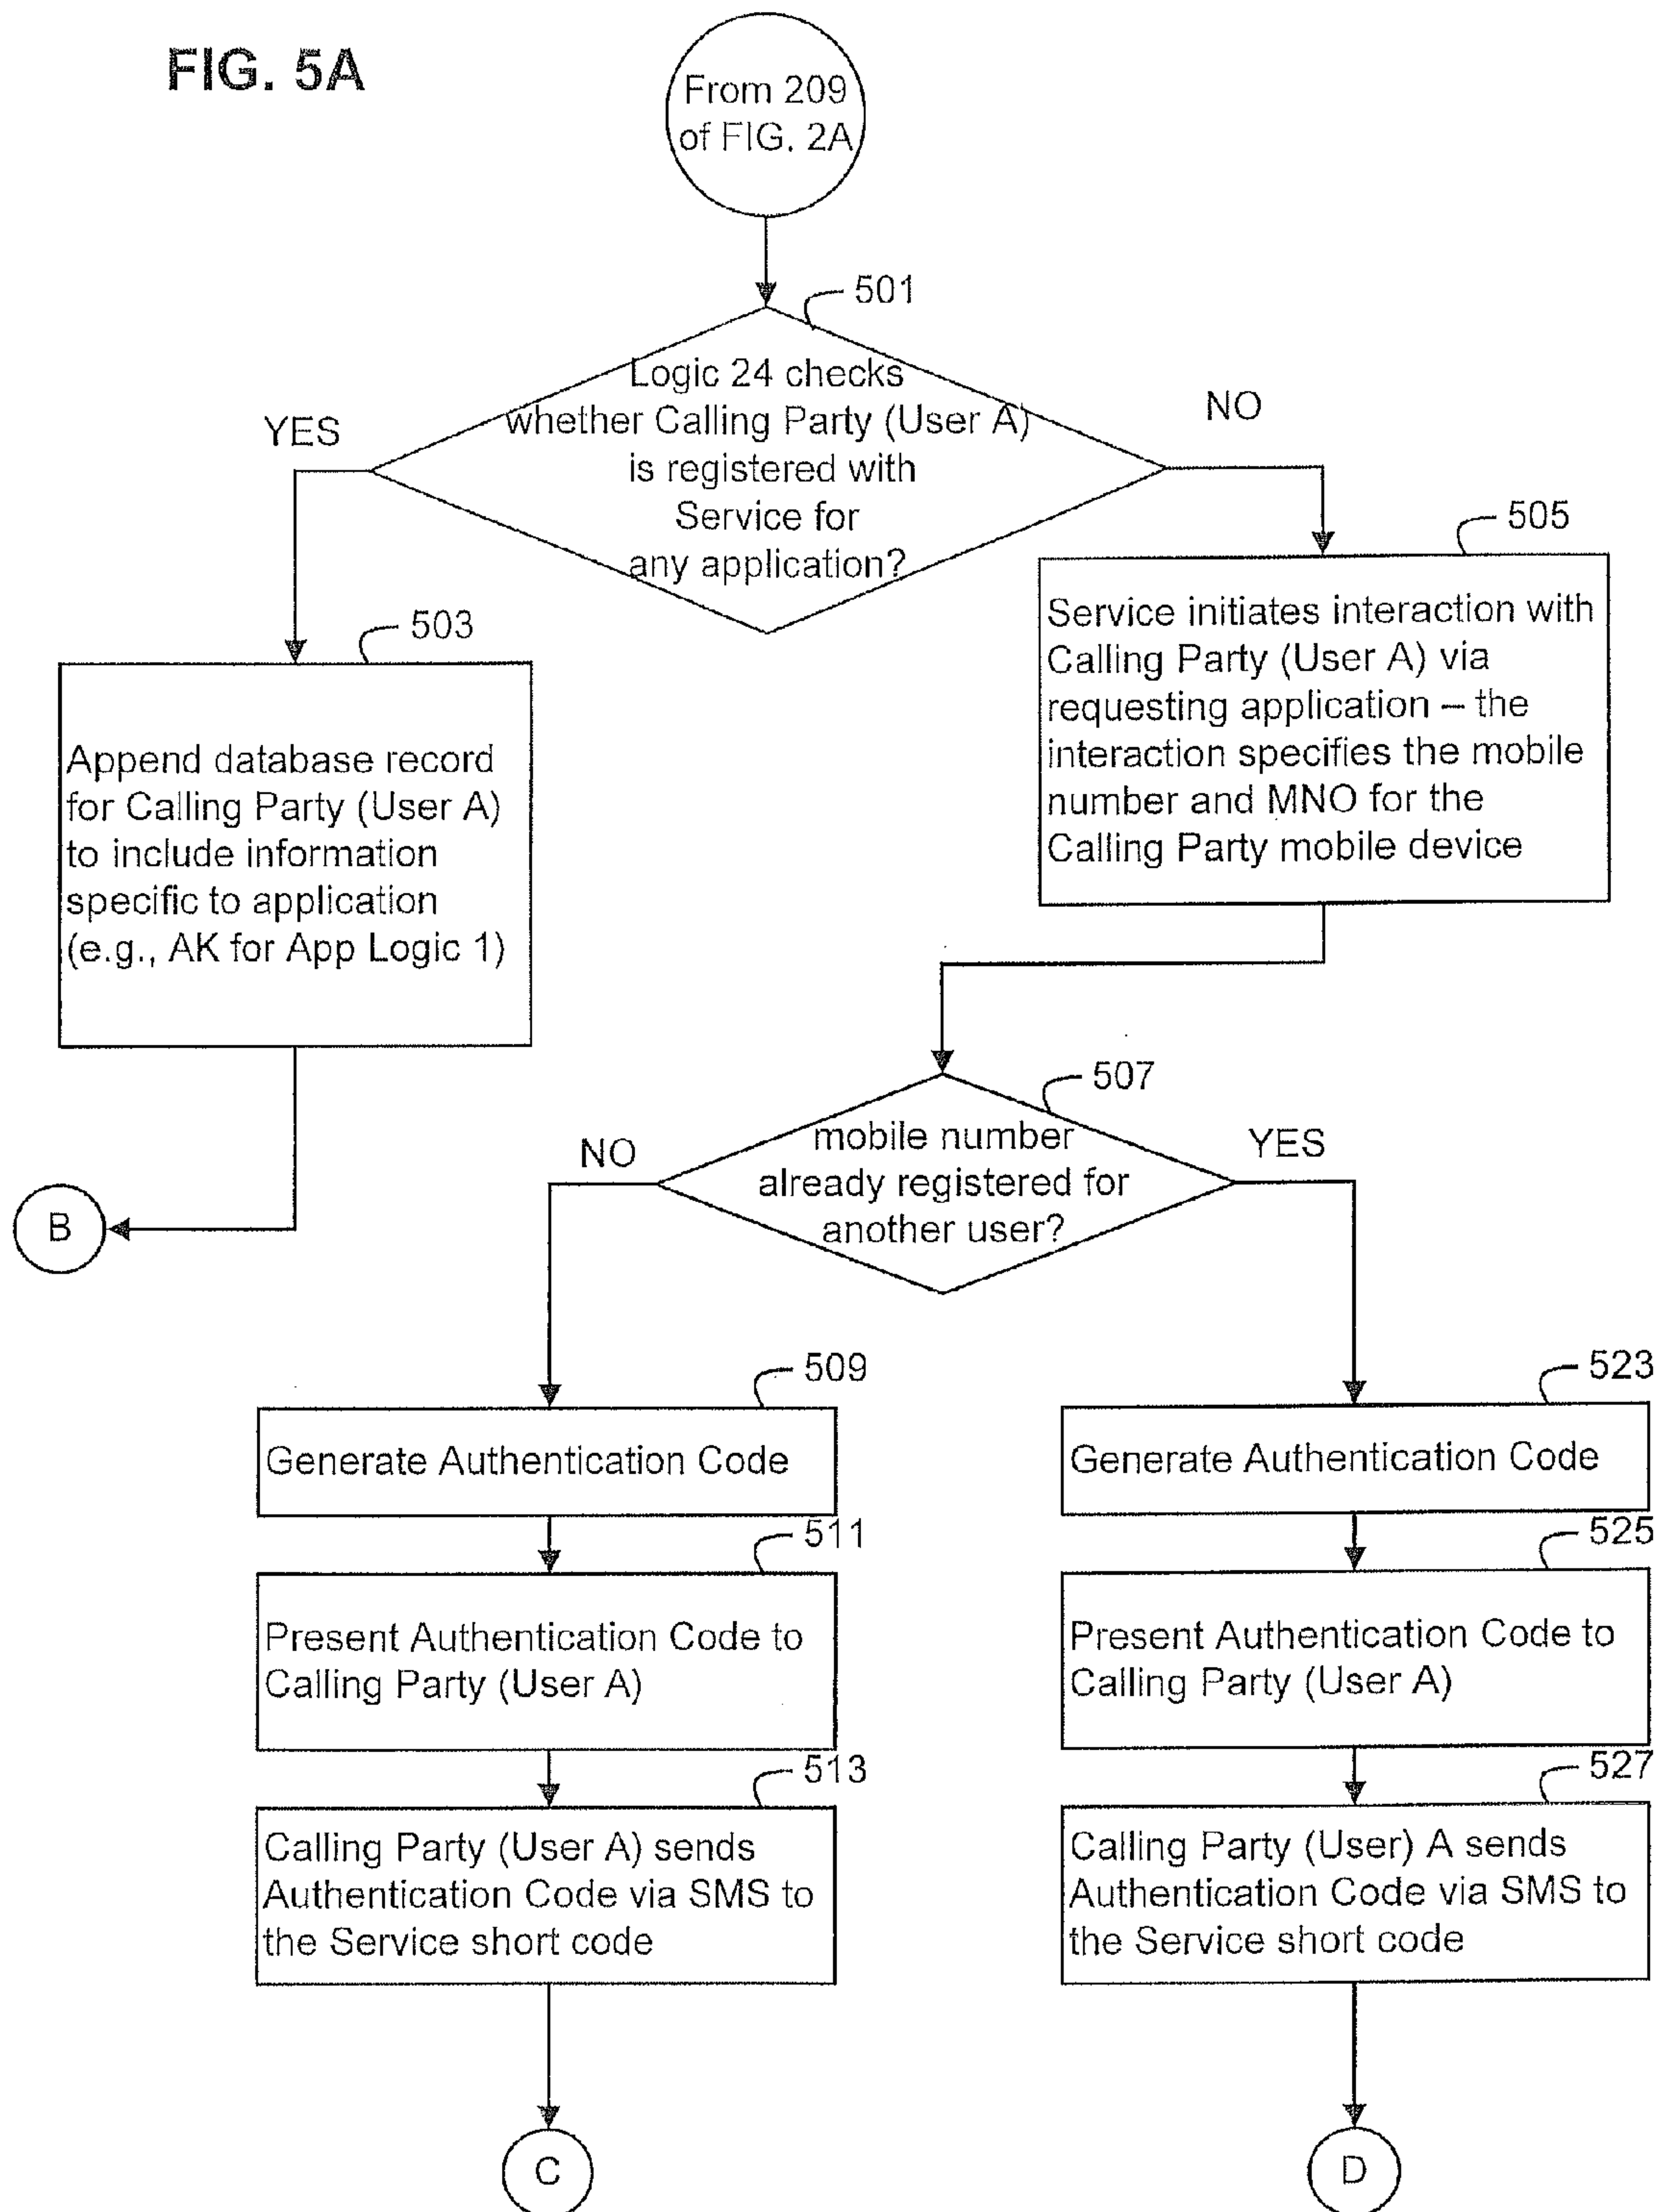 FIG. 5A
From 209
of FIG. 2A
501
Logic 24 checks
whether Calling Party (User A)
is registered with
Service for
any application?
YES
NO
503
Append database record
for Calling Party (User A)
to include information
specific to application
(e.g., AK for App Logic 1)
B
505
Service initiates interaction with
Calling Party (User A) via
requesting application – the
interaction specifies the mobile
number and MNO for the
Calling Party mobile device
507
mobile number
already registered for
another user?
NO
YES
509
Generate Authentication Code
511
Present Authentication Code to
Calling Party (User A)
513
Calling Party (User A) sends
Authentication Code via SMS to
the Service short code
C
523
Generate Authentication Code
525
Present Authentication Code to
Calling Party (User A)
527
Calling Party (User) A sends
Authentication Code via SMS to
the Service short code
D